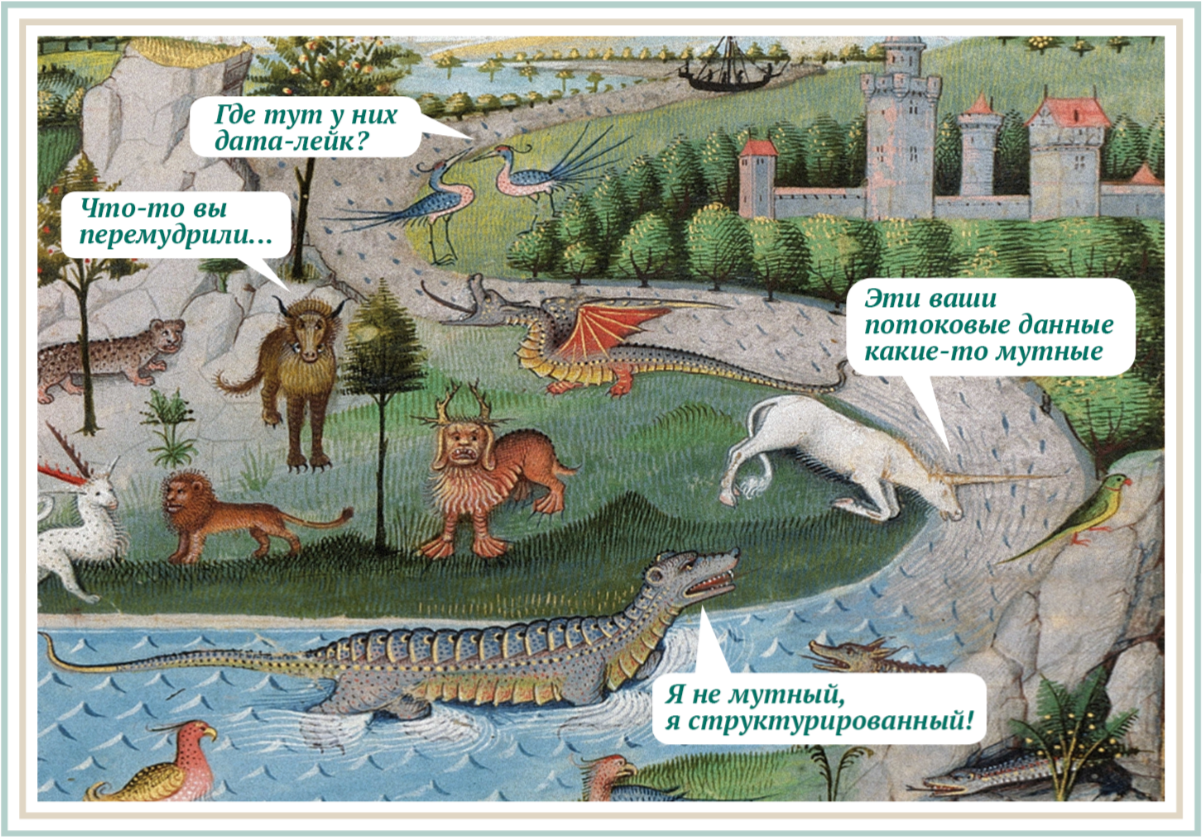 Где тут у них
дата-лейк?
Что-то вы
перемудрили...
Эти ваши
потоковые данные
какие-то мутные
Я не мутный,
я структурированный!